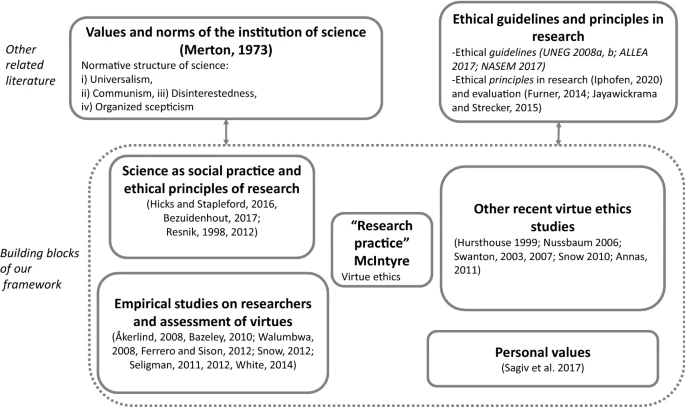 Other
related
literature
Values and norms of the institution of science
(Merton, 1973)
Normative structure of science:
i) Universalism,
ii) Communism, iii) Disinterestedness,
iv) Organized scepticism
Ethical guidelines and principles in
research
-Ethical guidelines (UNEG 2008a, b; ALLEA
2017; NASEM 2017)
-Ethical principles in research (Iphofen, 2020)
and evaluation (Furner, 2014; Jayawickrama
and Strecker, 2015)
Building blocks
of our
framework
Science as social practice and
ethical principles of research
(Hicks and Stapleford, 2016,
Bezuidenhout, 2017;
Resnik, 1998, 2012)
“Research
practice”
McIntyre
Virtue ethics
Other recent virtue ethics
studies
(Hursthouse 1999; Nussbaum 2006;
Swanton, 2003, 2007; Snow 2010; Annas,
2011)
Empirical studies on researchers
and assessment of virtues
(Åkerlind, 2008, Bazeley, 2010; Walumbwa,
2008, Ferrero and Sison, 2012; Snow, 2012;
Seligman, 2011, 2012, White, 2014)
Personal values
(Sagiv et al. 2017)